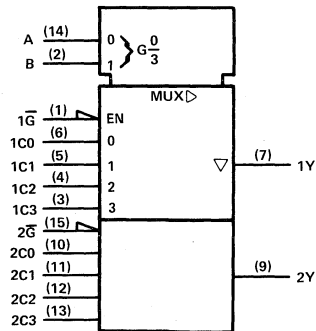 A (14) 0 G 0/3
B (2) 1
MUX ▷
1G̅ (1) EN
1C0 (6) 0
1C1 (5) 1 ▽ (7) 1Y
1C2 (4) 2
1C3 (3) 3
2G̅ (15)
2C0 (10)
2C1 (11) (9) 2Y
2C2 (12)
2C3 (13)